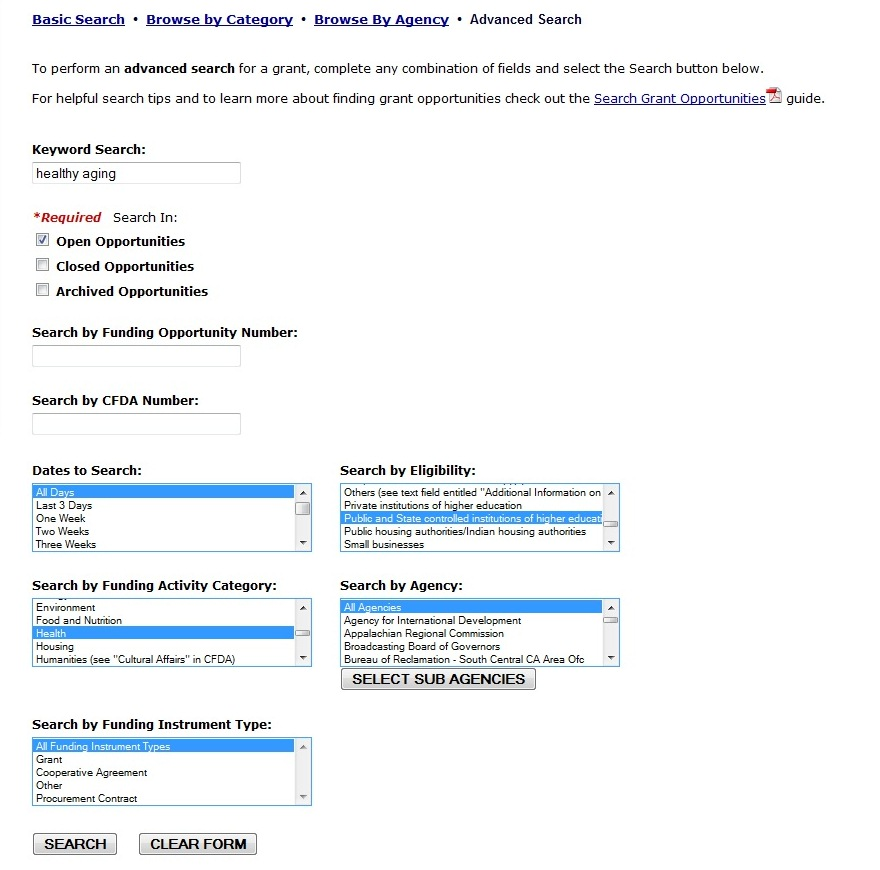 Basic Search • Browse by Category • Browse By Agency • Advanced Search
To perform an advanced search for a grant, complete any combination of fields and select the Search button below.
For helpful search tips and to learn more about finding grant opportunities check out the Search Grant Opportunities guide.
Keyword Search:
healthy aging
*Required Search In:
Open Opportunities
Closed Opportunities
Archived Opportunities
Search by Funding Opportunity Number:
Search by CFDA Number:
Dates to Search:
All Days
Last 3 Days
One Week
Two Weeks
Three Weeks
Search by Eligibility:
Others (see text field entitled "Additional Information on
Private institutions of higher education
Public and State controlled institutions of higher educati
Public housing authorities/Indian housing authorities
Small businesses
Search by Funding Activity Category:
Environment
Food and Nutrition
Health
Housing
Humanities (see "Cultural Affairs" in CFDA)
Search by Agency:
All Agencies
Agency for International Development
Appalachian Regional Commission
Broadcasting Board of Governors
Bureau of Reclamation - South Central CA Area Ofc
SELECT SUB AGENCIES
Search by Funding Instrument Type:
All Funding Instrument Types
Grant
Cooperative Agreement
Other
Procurement Contract
SEARCH CLEAR FORM